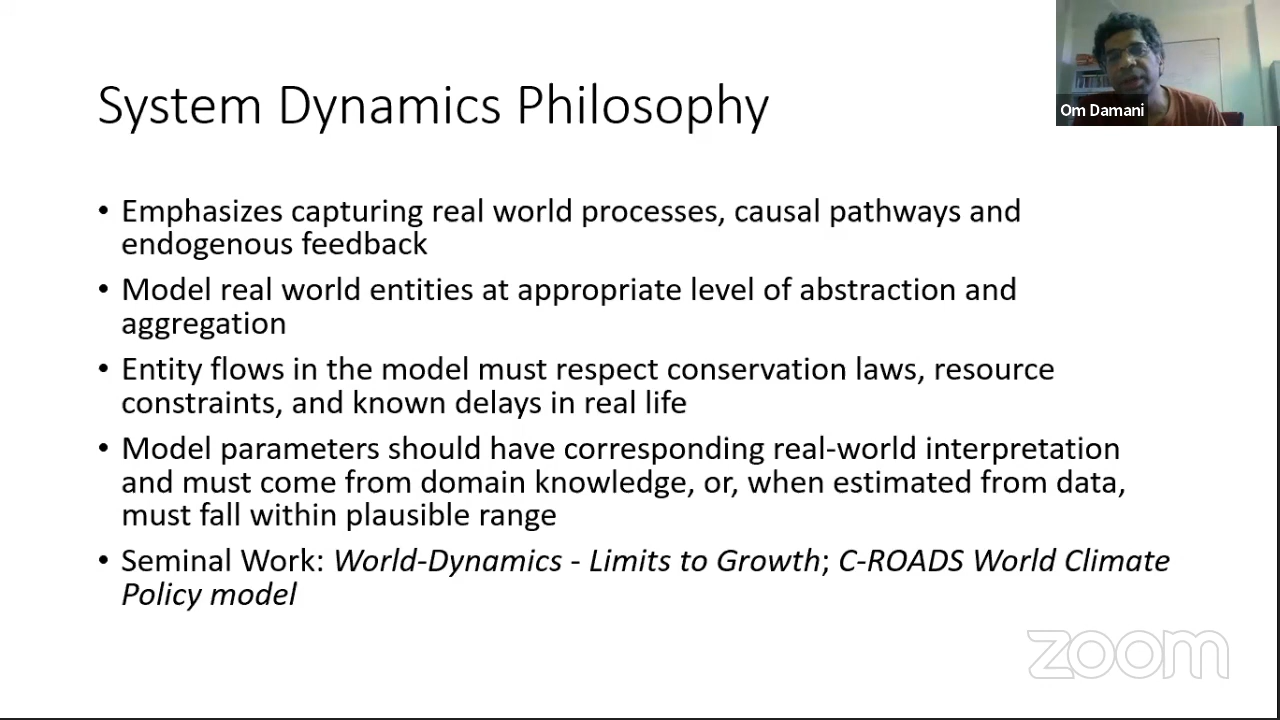 System Dynamics Philosophy
Om Damani
• Emphasizes capturing real world processes, causal pathways and
endogenous feedback
• Model real world entities at appropriate level of abstraction and
aggregation
• Entity flows in the model must respect conservation laws, resource
constraints, and known delays in real life
• Model parameters should have corresponding real-world interpretation
and must come from domain knowledge, or, when estimated from data,
must fall within plausible range
• Seminal Work: World-Dynamics - Limits to Growth; C-ROADS World Climate
Policy model
zoom